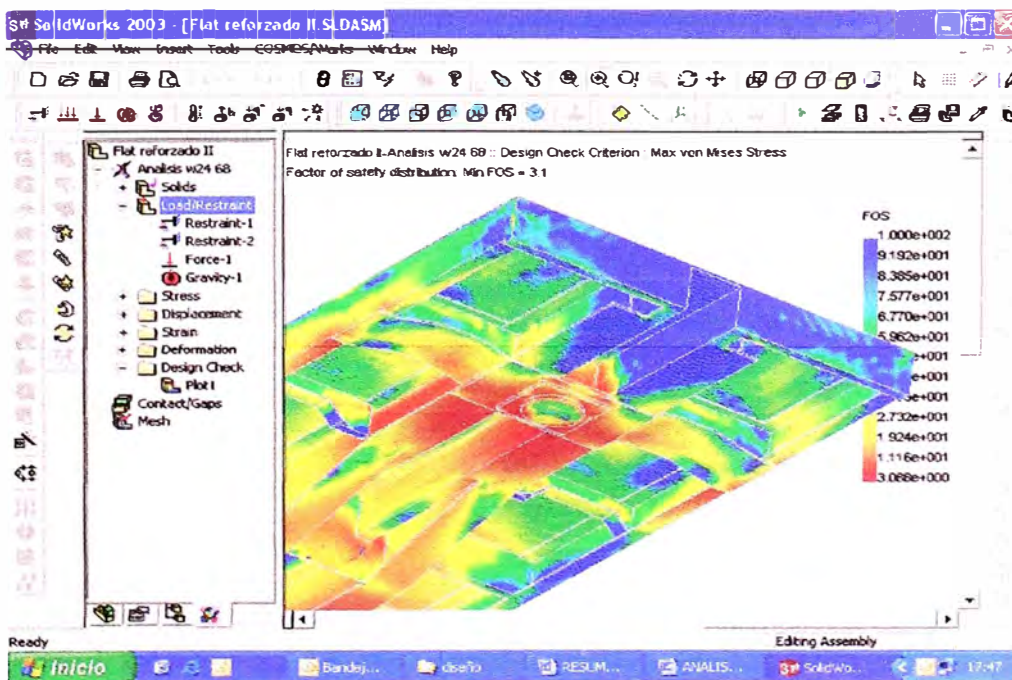 SolidWorks 2003 - [Flat reforzado II.SLDASM]
File Edit View Insert Tools COSMOSWorks Window Help
Flat reforzado II
Analisis w24 68
Solids
Load/Restraint
Restraint-1
Restraint-2
Force-1
Gravity-1
Stress
Displacement
Strain
Deformation
Design Check
Plot1
Contact/Gaps
Mesh
Flat reforzado II-Analisis w24 68 :: Design Check Criterion : Max von Mises Stress
Factor of safety distribution: Min FOS = 3.1
FOS
1.000e+002
9.192e+001
8.385e+001
7.577e+001
6.770e+001
5.962e+001
e+001
e+001
e+001
2.732e+001
1.924e+001
1.116e+001
3.088e+000
Ready
Editing Assembly
Inicio
Bandej...
diseño
RESUM...
ANALIS...
SolidWo...
17:47